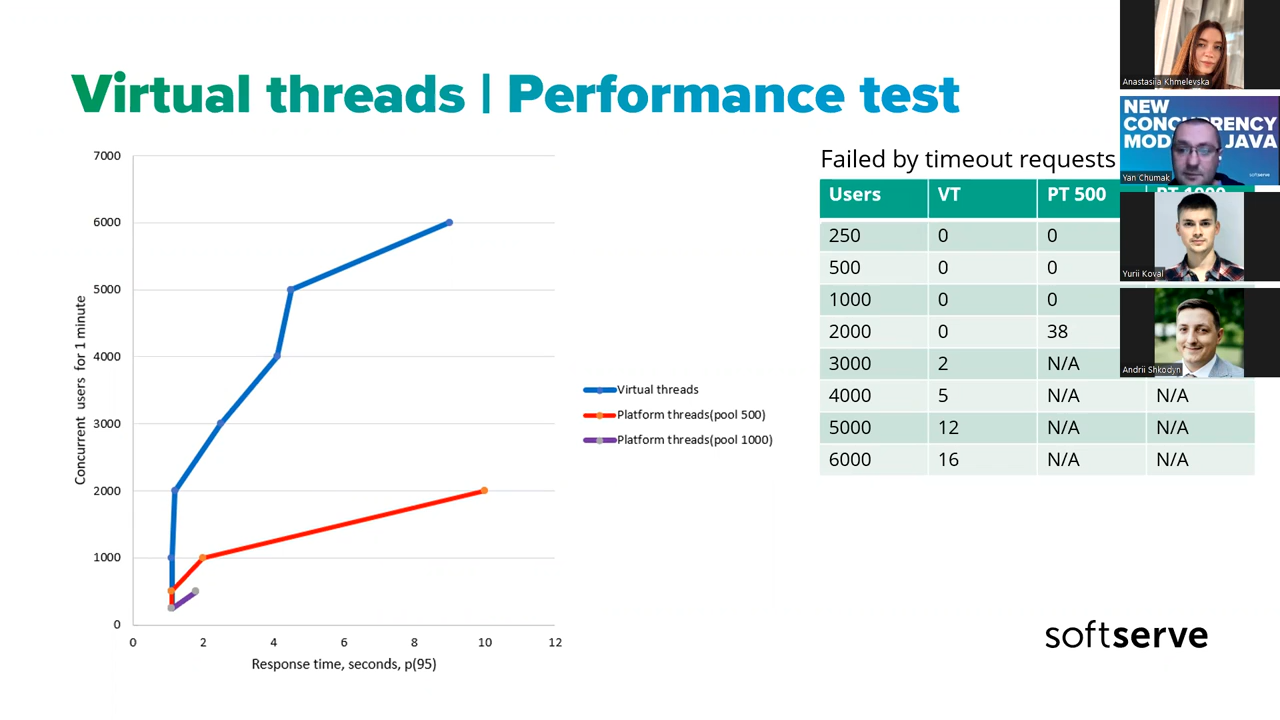 Virtual threads | Performance test
7000
6000
5000
4000
3000
2000
1000
0
0 2 4 6 8 10 12
Concurrent users for 1 minute
Response time, seconds, p(95)
Virtual threads
Platform threads(pool 500)
Platform threads(pool 1000)
Failed by timeout requests
Users VT PT 500 PT 1000
250 0 0
500 0 0
1000 0 0
2000 0 38
3000 2 N/A
4000 5 N/A N/A
5000 12 N/A N/A
6000 16 N/A N/A
softserve
Anastasiia Khmelevska
NEW
CONCURRENCY
JAVA
softserve
Yan Chumak
Yurii Koval
Andrii Shkodyn